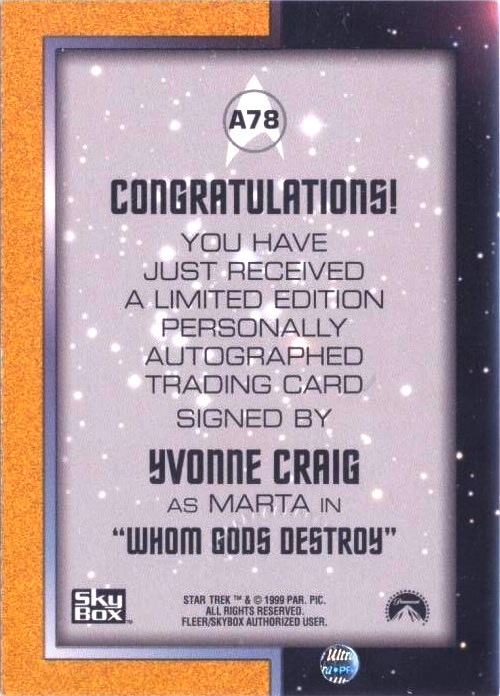 A78
CONGRATULATIONS!
YOU HAVE
JUST RECEIVED
A LIMITED EDITION
PERSONALLY
AUTOGRAPHED
TRADING CARD
SIGNED BY
YVONNE CRAIG
AS MARTA IN
“WHOM GODS DESTROY”
Sky
Box™
STAR TREK ™ & © 1999 PAR. PIC.
ALL RIGHTS RESERVED.
FLEER/SKYBOX AUTHORIZED USER.
Paramount
Ultra